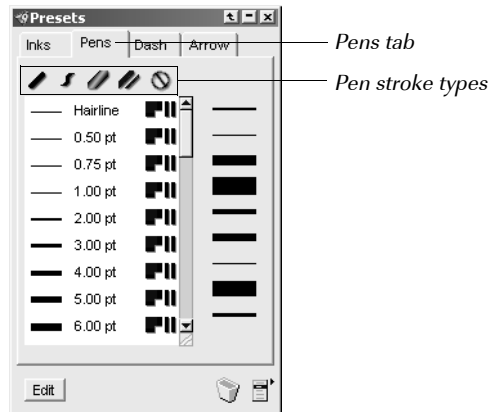 Presets
Inks Pens Dash Arrow
Pens tab
Pen stroke types
Hairline
0.50 pt
0.75 pt
1.00 pt
2.00 pt
3.00 pt
4.00 pt
5.00 pt
6.00 pt
Edit